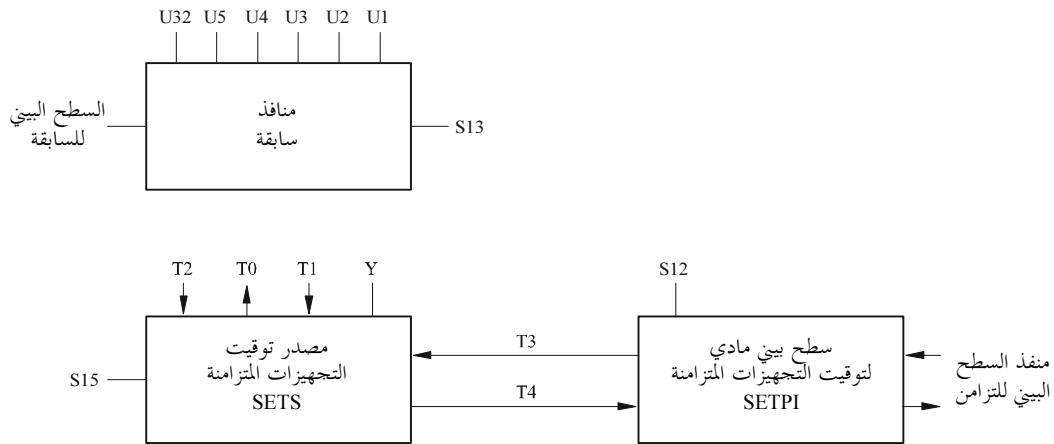 U32 U5 U4 U3 U2 U1
السطح البيني
للسابقة
منافذ
سابقة
S13
T2 T0 T1 Y
S12
S15
مصدر توقيت
التجهيزات المتزامنة
SETS
T3
T4
سطح بيني مادي
لتوقيت التجهيزات المتزامنة
SETPI
منفذ السطح
البيني للتزامن